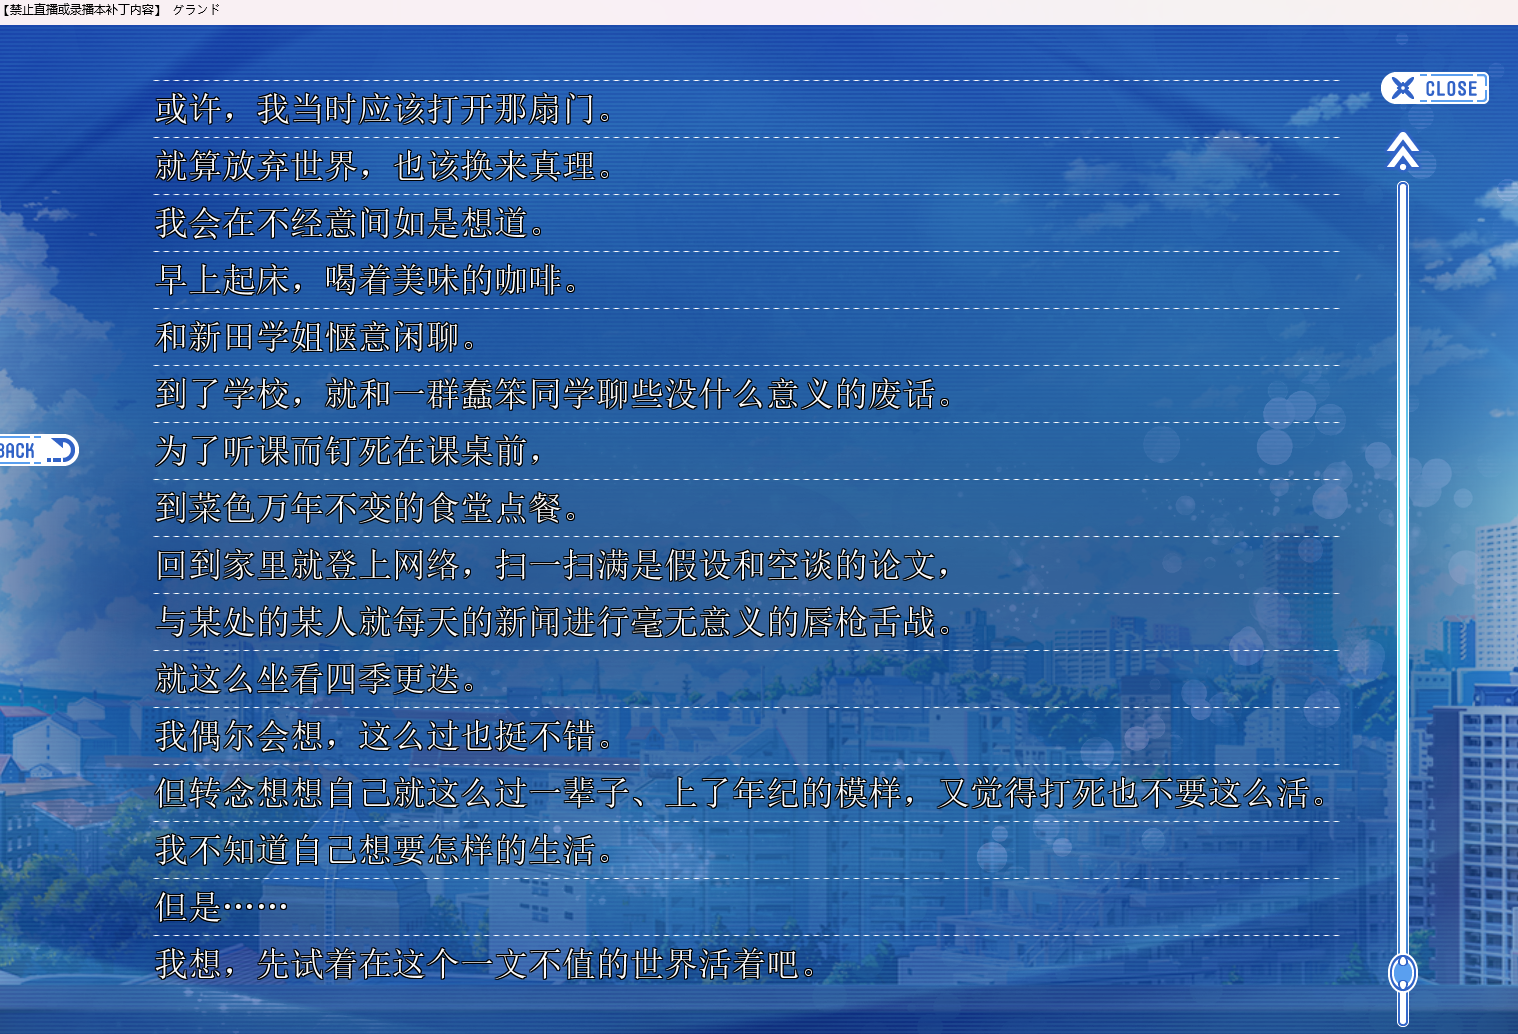 【禁止直播或录播本补丁内容】 グランド
CLOSE
或许，我当时应该打开那扇门。
就算放弃世界，也该换来真理。
我会在不经意间如是想道。
早上起床，喝着美味的咖啡。
和新田学姐惬意闲聊。
到了学校，就和一群蠢笨同学聊些没什么意义的废话。
为了听课而钉死在课桌前，
BACK
到菜色万年不变的食堂点餐。
回到家里就登上网络，扫一扫满是假设和空谈的论文，
与某处的某人就每天的新闻进行毫无意义的唇枪舌战。
就这么坐看四季更迭。
我偶尔会想，这么过也挺不错。
但转念想想自己就这么过一辈子、上了年纪的模样，又觉得打死也不要这么活。
我不知道自己想要怎样的生活。
但是……
我想，先试着在这个一文不值的世界活着吧。